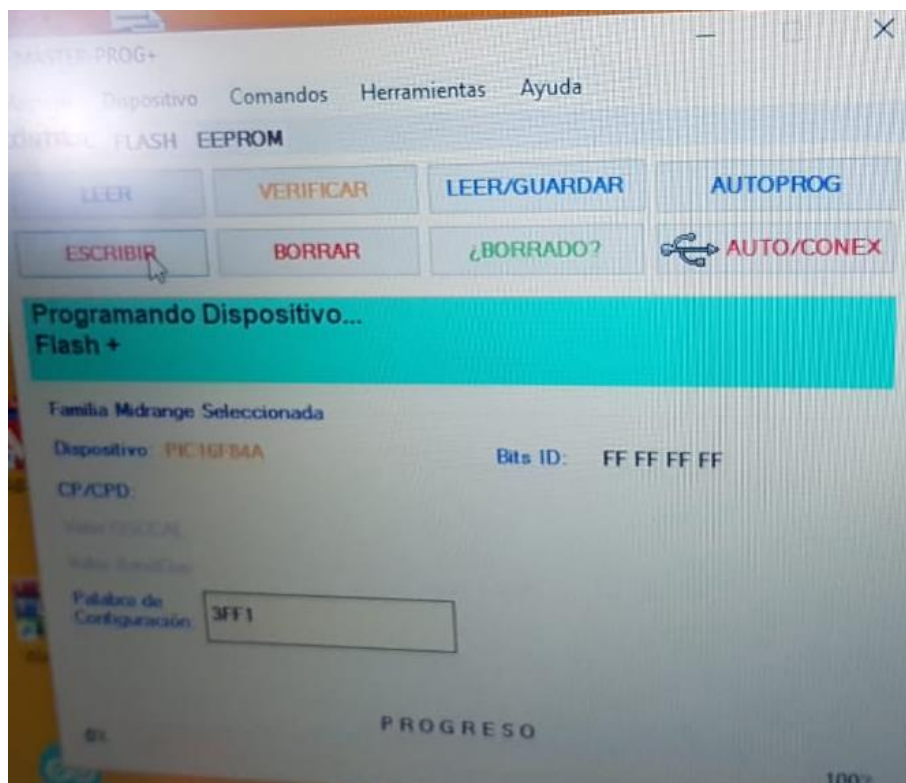 MASTER-PROG+
Dispositivo Comandos Herramientas Ayuda
FLASH EEPROM
LEER VERIFICAR LEER/GUARDAR AUTOPROG
ESCRIBIR BORRAR ¿BORRADO? AUTO/CONEX
Programando Dispositivo...
Flash +
Familia Midrange Seleccionada
Dispositivo: PIC16F84A Bits ID: FF FF FF FF
CP/CPD:
Palabra de
Configuración: 3FF1
PROGRESO
0% 100%